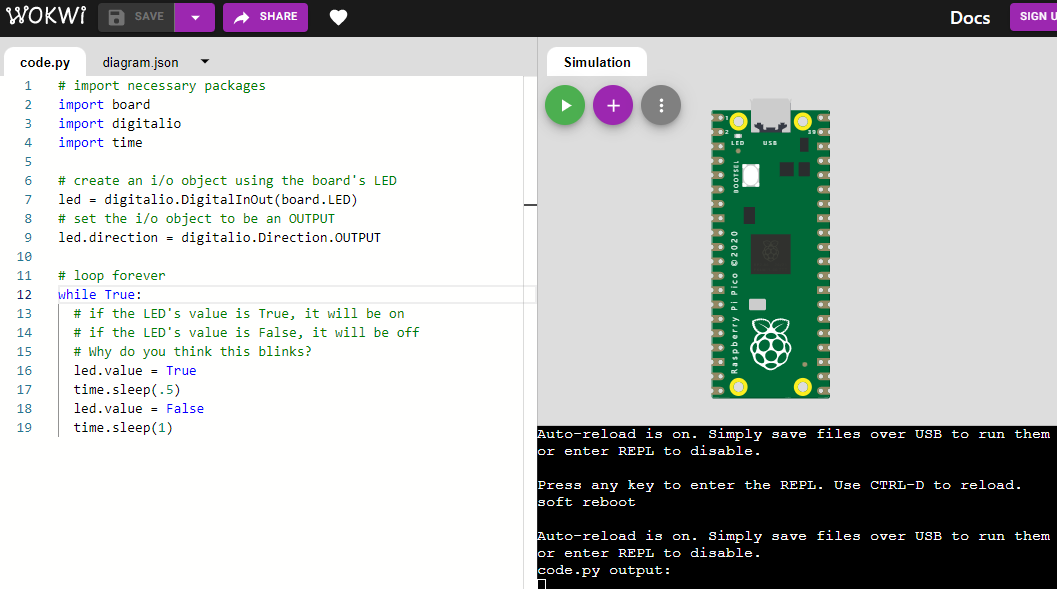 WOKWI SAVE SHARE Docs SIGN U
code.py diagram.json
1 # import necessary packages
2 import board
3 import digitalio
4 import time
5
6 # create an i/o object using the board's LED
7 led = digitalio.DigitalInOut(board.LED)
8 # set the i/o object to be an OUTPUT
9 led.direction = digitalio.Direction.OUTPUT
10
11 # loop forever
12 while True:
13 # if the LED's value is True, it will be on
14 # if the LED's value is False, it will be off
15 # Why do you think this blinks?
16 led.value = True
17 time.sleep(.5)
18 led.value = False
19 time.sleep(1)
Simulation
1
2 39
LED USB
BOOTSEL
Raspberry Pi Pico ©2020
Auto-reload is on. Simply save files over USB to run them
or enter REPL to disable.
Press any key to enter the REPL. Use CTRL-D to reload.
soft reboot
Auto-reload is on. Simply save files over USB to run them
or enter REPL to disable.
code.py output: